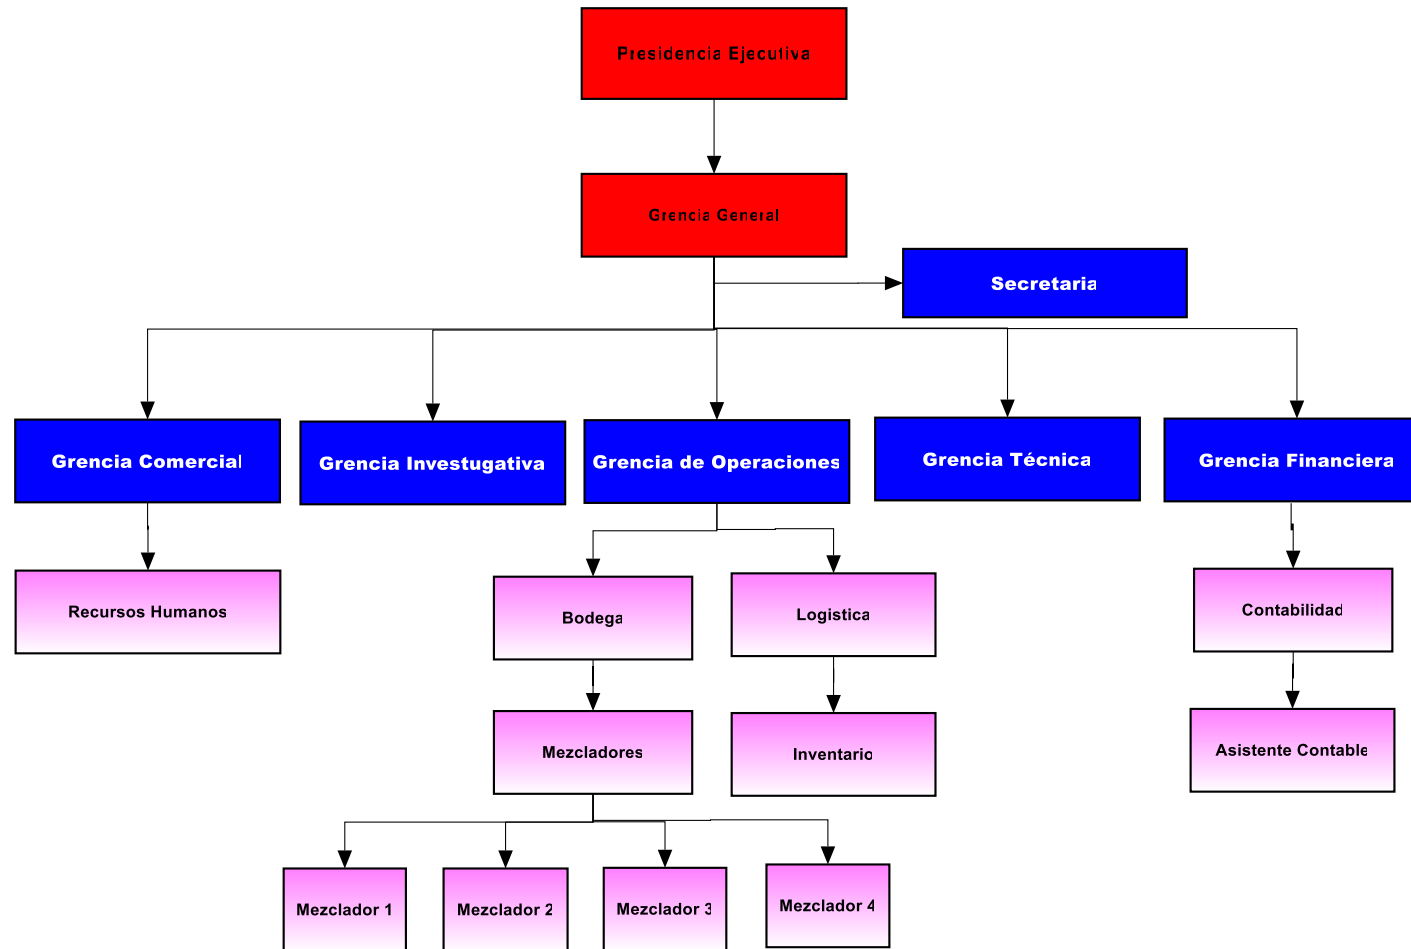 Presidencia Ejecutiva
Grencia General
Secretaria
Grencia Comercial
Grencia Investugativa
Grencia de Operaciones
Grencia Técnica
Grencia Financiera
Recursos Humanos
Bodega
Logistica
Contabilidad
Mezcladores
Inventario
Asistente Contable
Mezclador 1
Mezclador 2
Mezclador 3
Mezclador 4